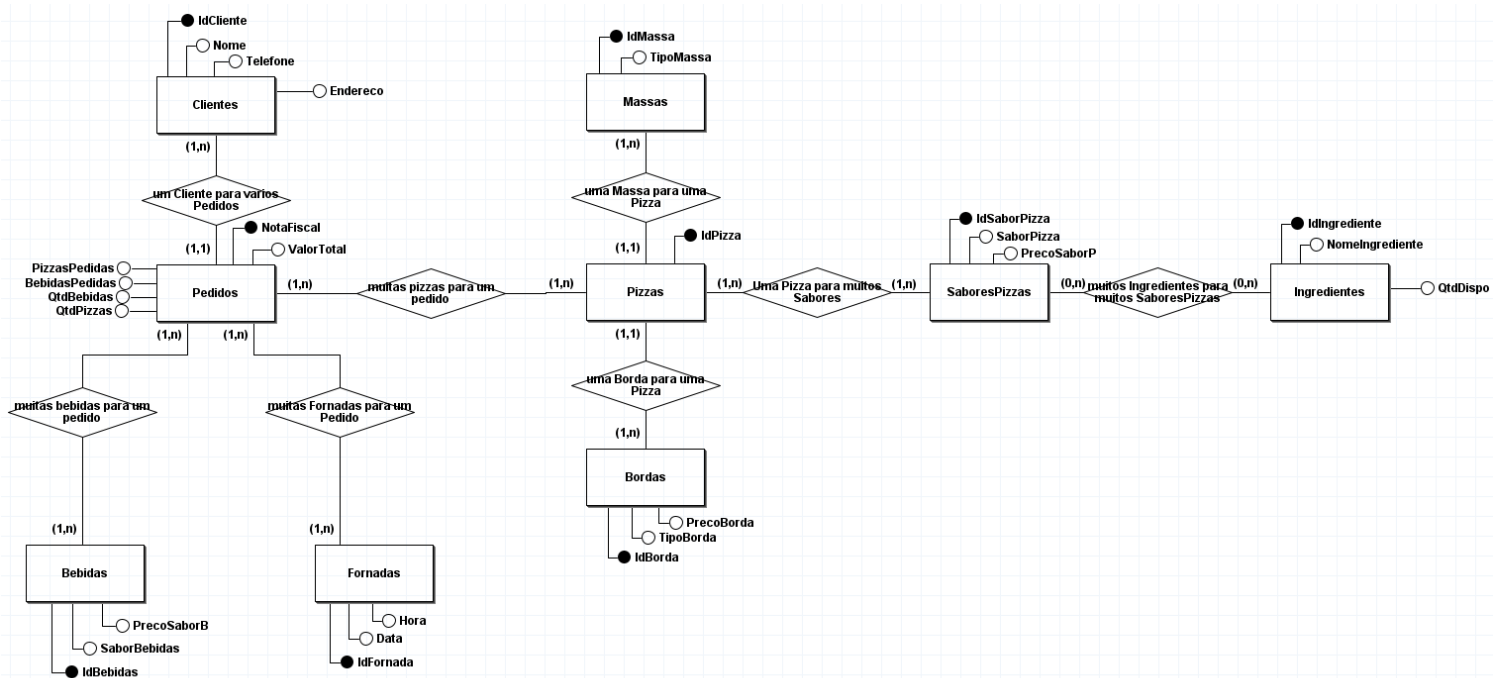 IdCliente
Nome
Telefone
Endereco
Clientes
(1,n)
um Cliente para varios
Pedidos
(1,1)
NotaFiscal
ValorTotal
PizzasPedidas
BebidasPedidas
QtdBebidas
QtdPizzas
Pedidos
(1,n)
muitas pizzas para um
pedido
(1,n)
IdMassa
TipoMassa
Massas
(1,n)
uma Massa para uma
Pizza
(1,1)
IdPizza
Pizzas
(1,n)
Uma Pizza para muitos
Sabores
(1,n)
IdSaborPizza
SaborPizza
PrecoSaborP
SaboresPizzas
(0,n)
muitos Ingredientes para
muitos SaboresPizzas
(0,n)
IdIngrediente
NomeIngrediente
Ingredientes
QtdDispo
(1,1)
uma Borda para uma
Pizza
(1,n)
Bordas
PrecoBorda
TipoBorda
IdBorda
(1,n)
(1,n)
muitas bebidas para um
pedido
muitas Fornadas para um
Pedido
(1,n)
(1,n)
Bebidas
PrecoSaborB
SaborBebidas
IdBebidas
Fornadas
Hora
Data
IdFornada